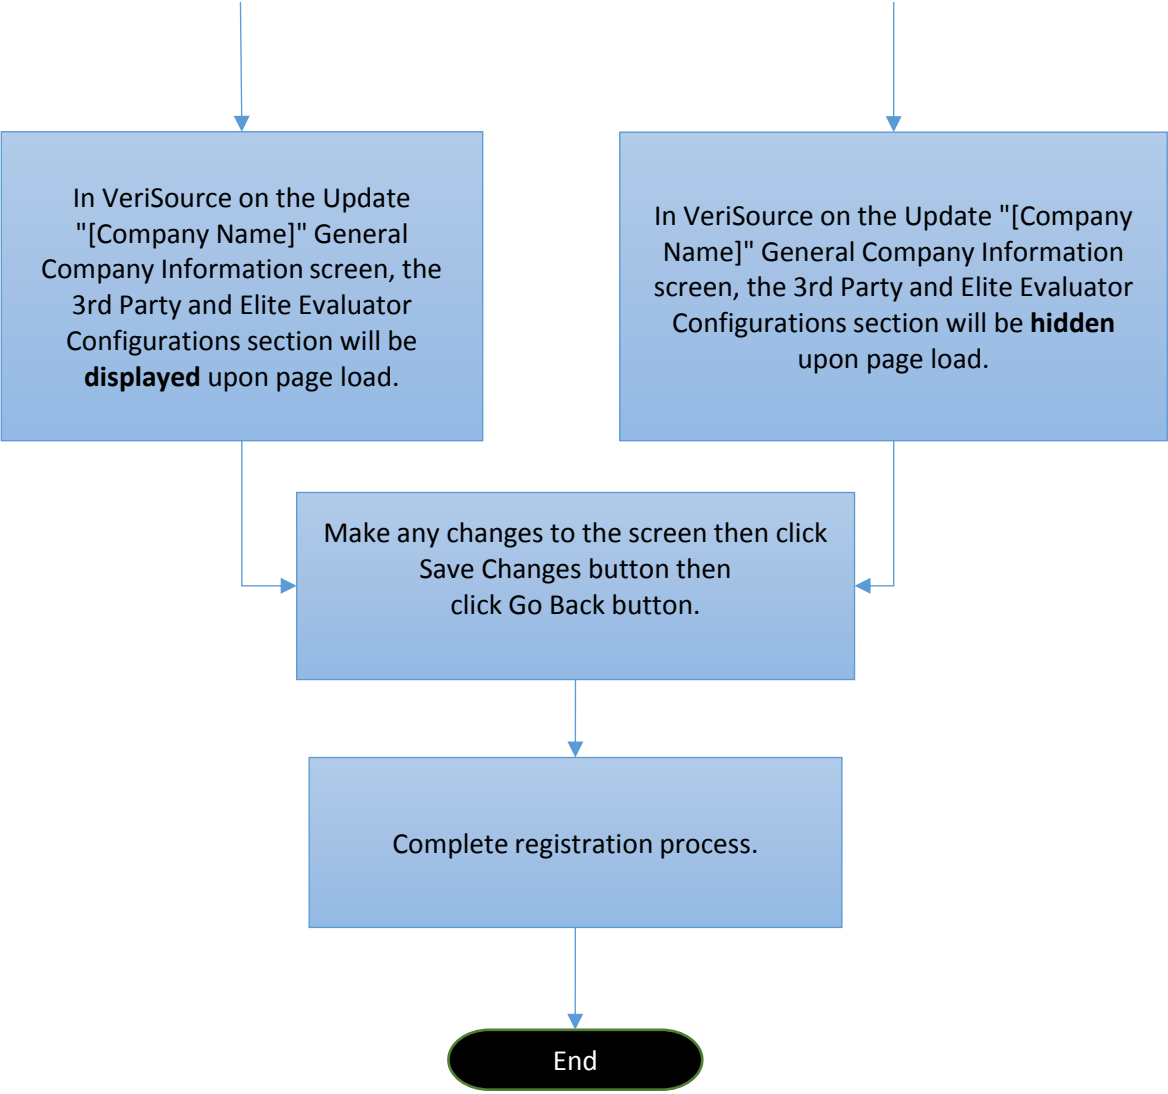 In VeriSource on the Update
"[Company Name]" General
Company Information screen, the
3rd Party and Elite Evaluator
Configurations section will be
displayed upon page load.
In VeriSource on the Update "[Company
Name]" General Company Information
screen, the 3rd Party and Elite Evaluator
Configurations section will be hidden
upon page load.
Make any changes to the screen then click
Save Changes button then
click Go Back button.
Complete registration process.
End